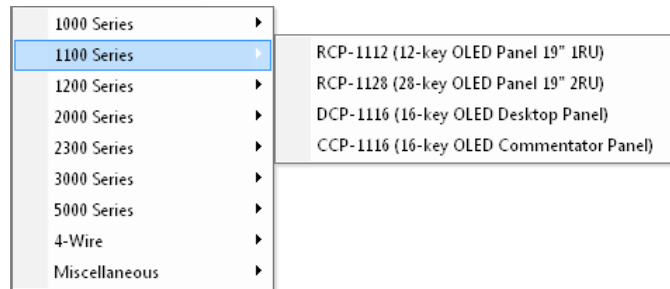 1000 Series
1100 Series
1200 Series
2000 Series
2300 Series
3000 Series
5000 Series
4-Wire
Miscellaneous
RCP-1112 (12-key OLED Panel 19" 1RU)
RCP-1128 (28-key OLED Panel 19" 2RU)
DCP-1116 (16-key OLED Desktop Panel)
CCP-1116 (16-key OLED Commentator Panel)